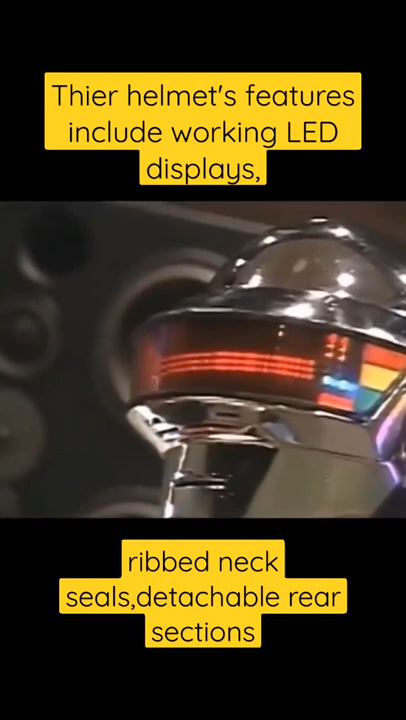 Thier helmet's features
include working LED
displays,
ribbed neck
seals,detachable rear
sections